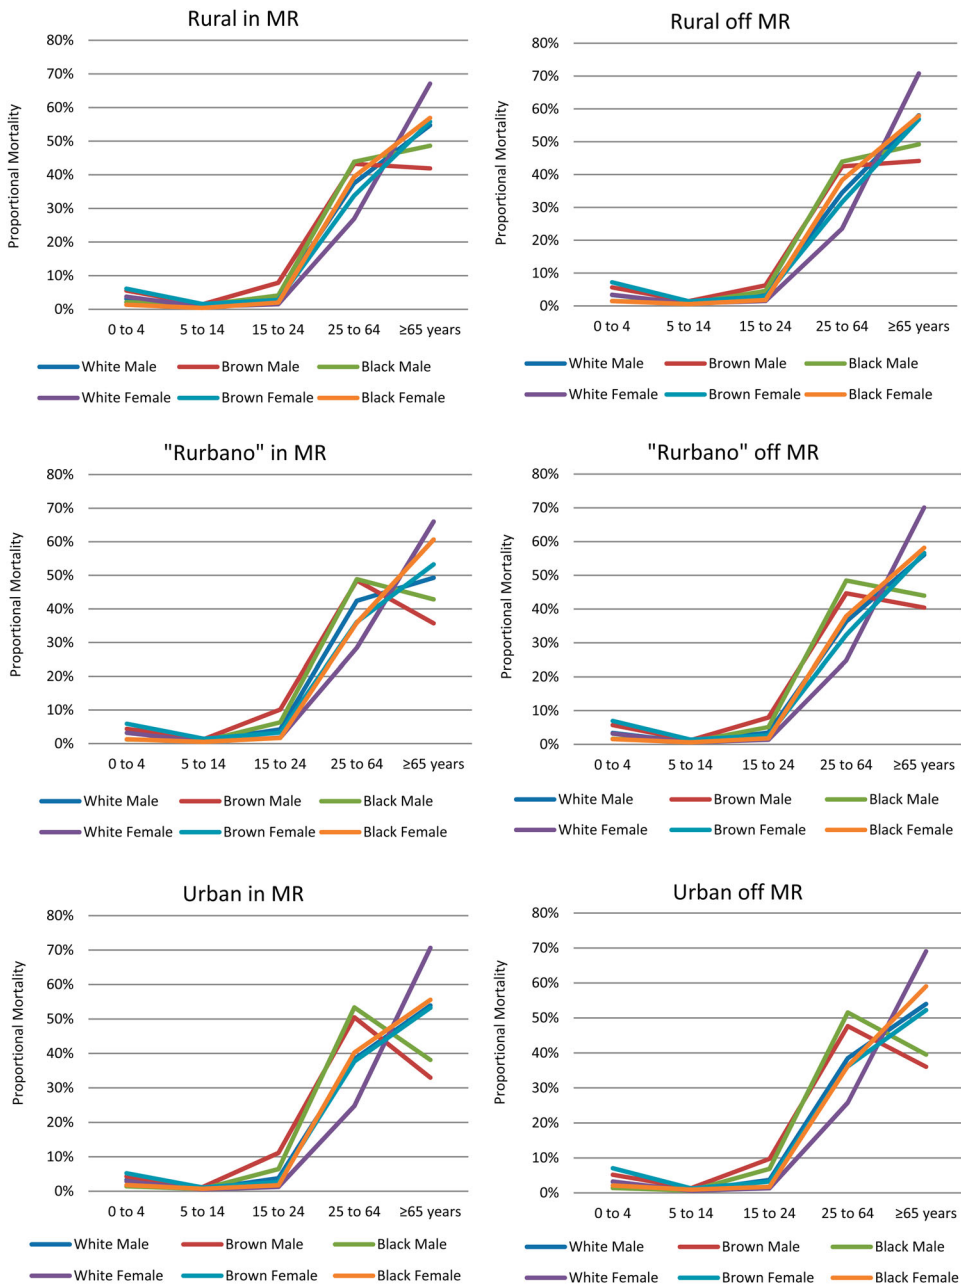 Rural in MR
Proportional Mortality
80%
70%
60%
50%
40%
30%
20%
10%
0%
0 to 4 5 to 14 15 to 24 25 to 64 ≥65 years
White Male Brown Male Black Male
White Female Brown Female Black Female
Rural off MR
Proportional Mortality
80%
70%
60%
50%
40%
30%
20%
10%
0%
0 to 4 5 to 14 15 to 24 25 to 64 ≥65 years
White Male Brown Male Black Male
White Female Brown Female Black Female
"Rurbano" in MR
Proportional Mortality
80%
70%
60%
50%
40%
30%
20%
10%
0%
0 to 4 5 to 14 15 to 24 25 to 64 ≥65 years
White Male Brown Male Black Male
White Female Brown Female Black Female
"Rurbano" off MR
Proportional Mortality
80%
70%
60%
50%
40%
30%
20%
10%
0%
0 to 4 5 to 14 15 to 24 25 to 64 ≥65 years
White Male Brown Male Black Male
White Female Brown Female Black Female
Urban in MR
Proportional Mortality
80%
70%
60%
50%
40%
30%
20%
10%
0%
0 to 4 5 to 14 15 to 24 25 to 64 ≥65 years
White Male Brown Male Black Male
White Female Brown Female Black Female
Urban off MR
Proportional Mortality
80%
70%
60%
50%
40%
30%
20%
10%
0%
0 to 4 5 to 14 15 to 24 25 to 64 ≥65 years
White Male Brown Male Black Male
White Female Brown Female Black Female